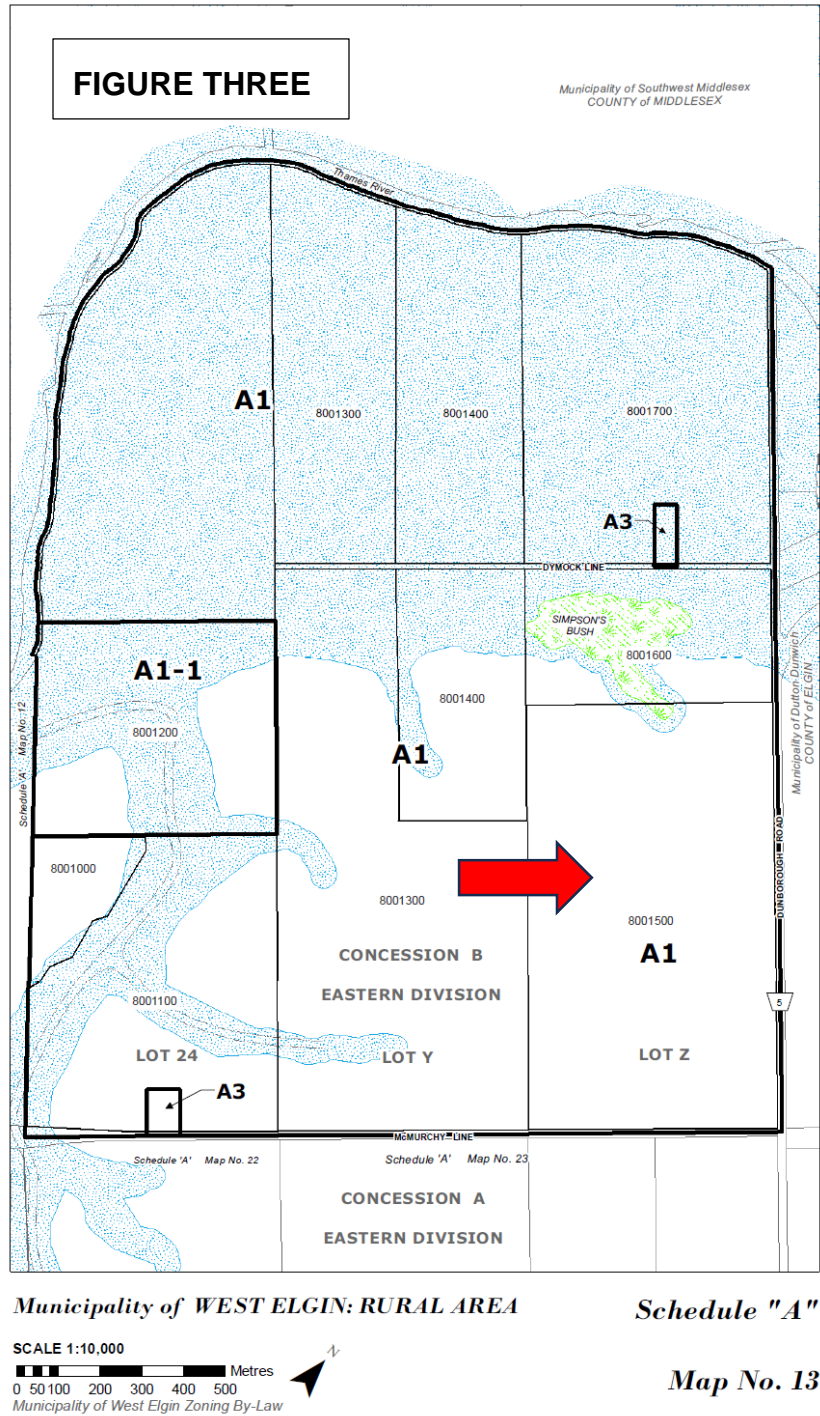 FIGURE THREE
Municipality of Southwest Middlesex
COUNTY of MIDDLESEX
Thames River
A1
8001300
8001400
8001700
A3
DYMOCK LINE
SIMPSON'S
BUSH
8001600
A1-1
8001400
8001200
A1
Schedule 'A' Map No. 12
Municipality of Dutton-Dunwich
COUNTY of ELGIN
8001000
8001300
8001500
DUNBOROUGH ROAD
CONCESSION B
A1
EASTERN DIVISION
8001100
5
LOT 24
LOT Y
LOT Z
A3
McMURCHY LINE
Schedule 'A' Map No. 22
Schedule 'A' Map No. 23
CONCESSION A
EASTERN DIVISION
Municipality of WEST ELGIN: RURAL AREA
Schedule "A"
SCALE 1:10,000
N
Metres
0 50 100 200 300 400 500
Map No. 13
Municipality of West Elgin Zoning By-Law